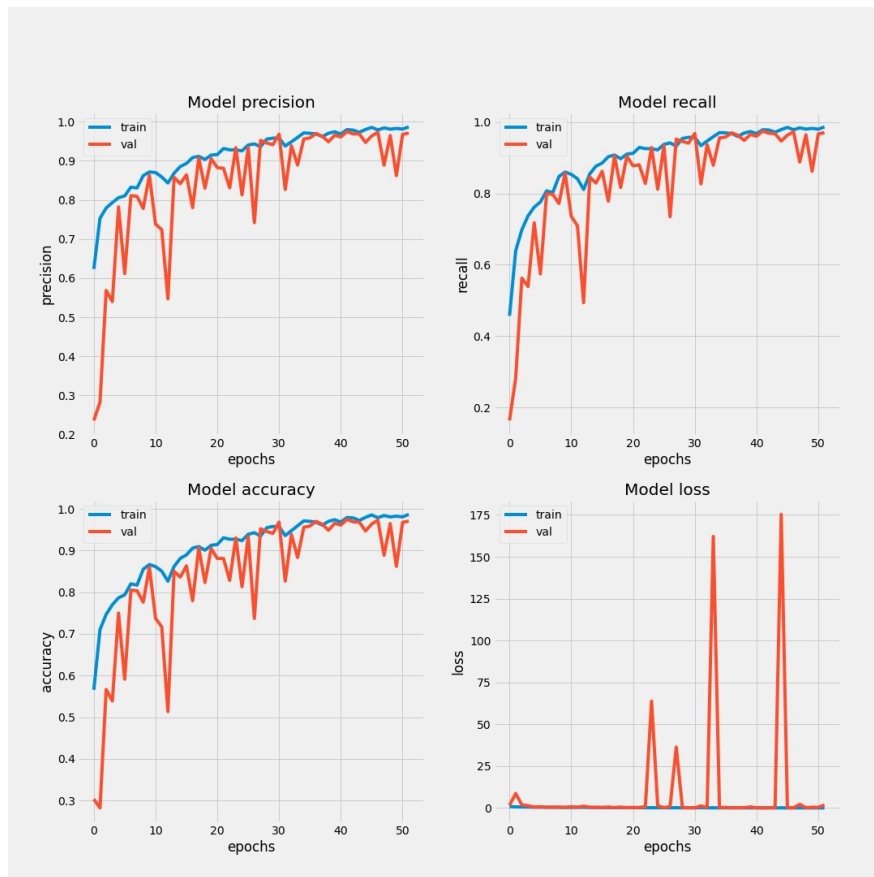 Model precision
train
val
1.0
0.9
0.8
0.7
0.6
0.5
0.4
0.3
0.2
precision
0 10 20 30 40 50
epochs
Model recall
train
val
1.0
0.8
0.6
0.4
0.2
recall
0 10 20 30 40 50
epochs
Model accuracy
train
val
1.0
0.9
0.8
0.7
0.6
0.5
0.4
0.3
accuracy
0 10 20 30 40 50
epochs
Model loss
train
val
175
150
125
100
75
50
25
0
loss
0 10 20 30 40 50
epochs